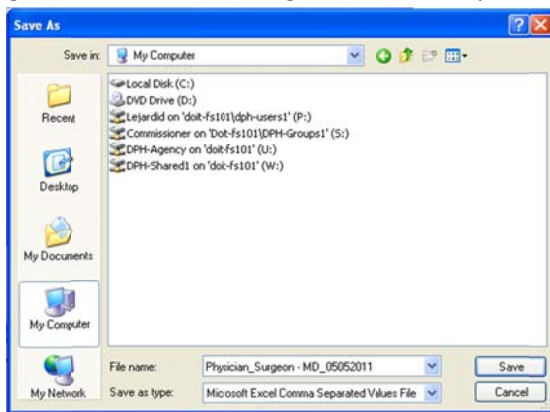 Save As
Save in: My Computer
Recent
Desktop
My Documents
My Computer
My Network
Local Disk (C:)
DVD Drive (D:)
Lejardid on 'doit-fs101\dph-users1' (P:)
Commissioner on 'Dot-fs101\DPH-Groups1' (S:)
DPH-Agency on 'doit-fs101' (U:)
DPH-Shared1 on 'doit-fs101' (W:)
File name: Physician_Surgeon - MD_05052011 Save
Save as type: Micosoft Excel Comma Separated Values File Cancel